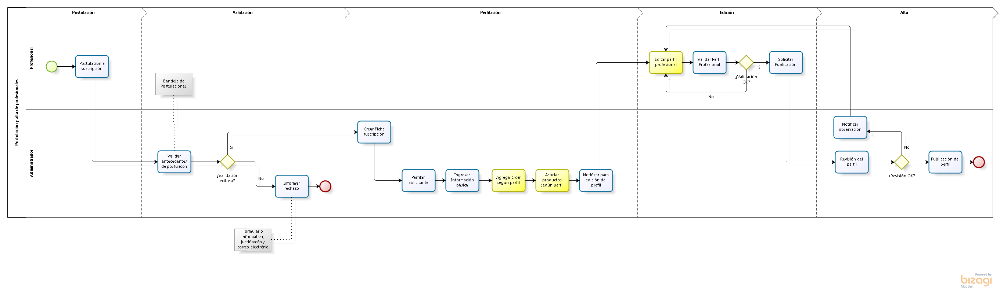 Postulación y alta de profesionales
Profesional
Administrador
Postulación
Validación
Perfilación
Edición
Alta
Postulación a
suscripción
Bandeja de
Postulaciones
Validar
antecedentes
de postulación
¿Validación
exitosa?
Si
No
Informar
rechazo
Formulario
informativo,
justificación y
correo electrónic
Crear Ficha
suscripción
Perfilar
solicitante
Ingresar
Información
básica
Agregar Slider
según perfil
Asociar
productos
según perfil
Notificar para
edición del
prefil
Editar perfil
profesional
Validar Perfil
Profesional
¿Validación
OK?
Si
No
Solicitar
Publicación
Notificar
observación
Revisión del
perfil
¿Revisión OK?
No
Publicación del
perfil
Powered by
bizagi
Modeler